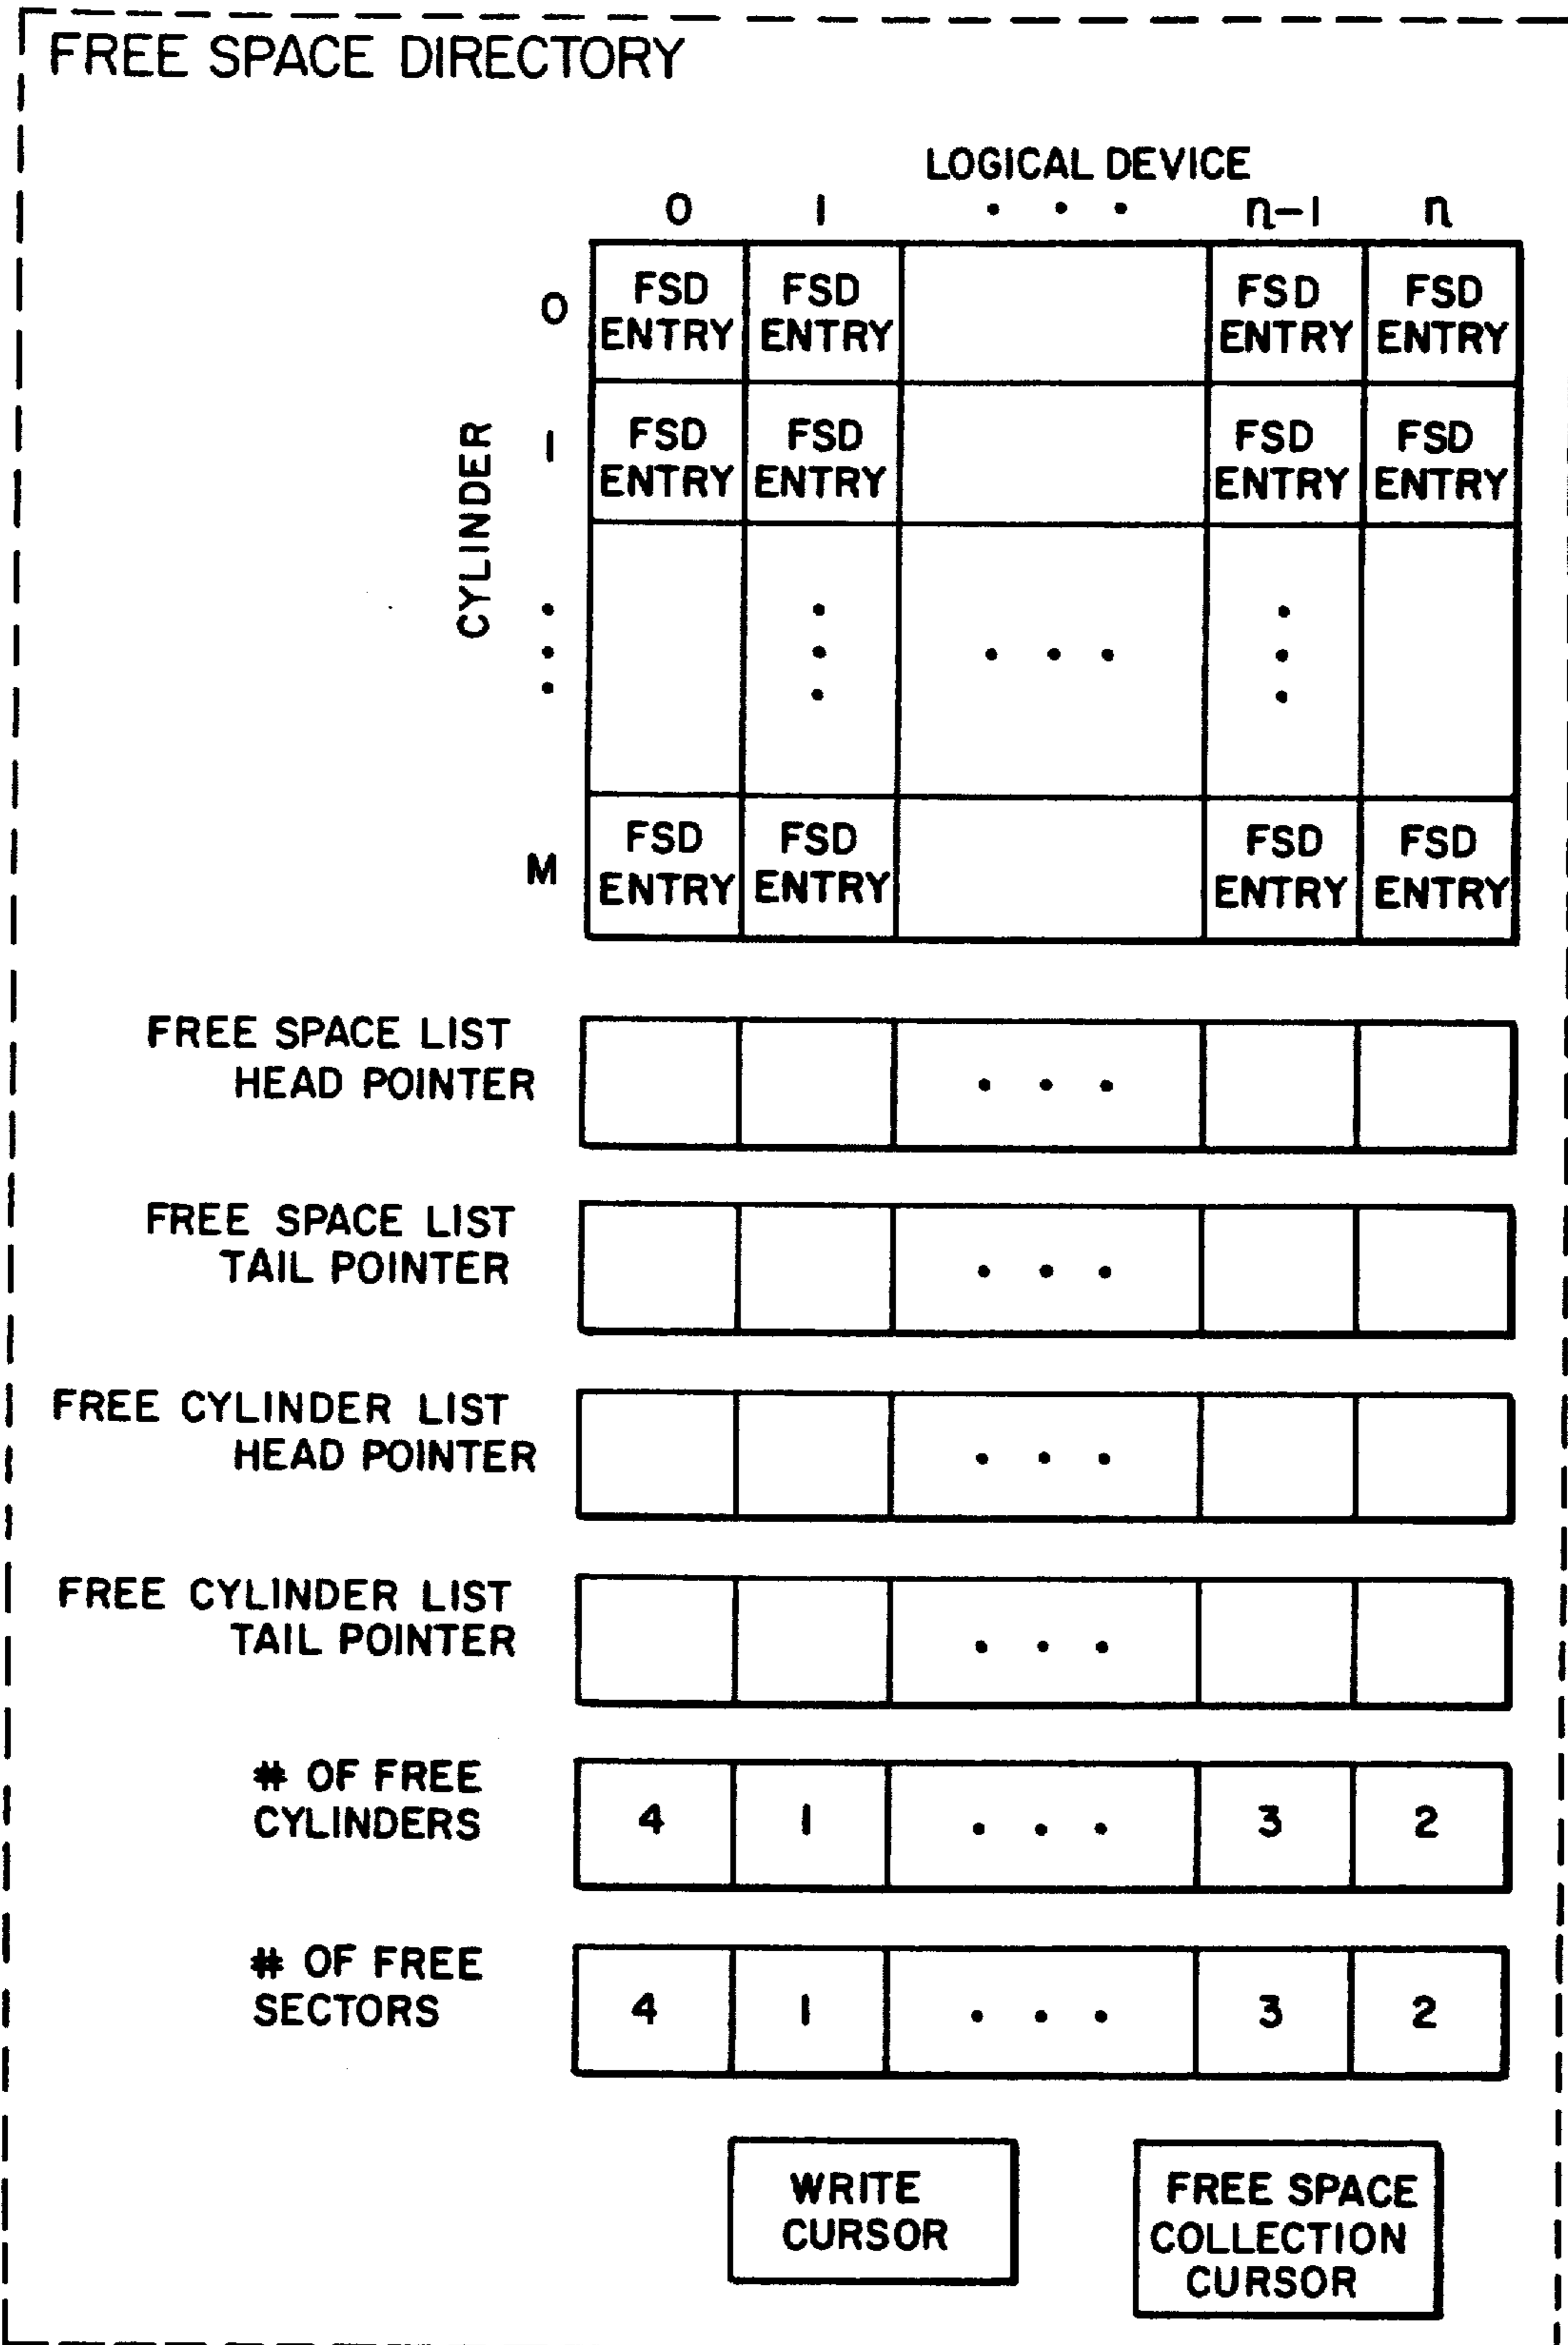 FREE SPACE DIRECTORY
LOGICAL DEVICE
0 1 • • • n-1 n
0 FSD ENTRY FSD ENTRY FSD ENTRY FSD ENTRY
CYLINDER
1 FSD ENTRY FSD ENTRY FSD ENTRY FSD ENTRY
M FSD ENTRY FSD ENTRY FSD ENTRY FSD ENTRY
FREE SPACE LIST
HEAD POINTER
• • •
FREE SPACE LIST
TAIL POINTER
• • •
FREE CYLINDER LIST
HEAD POINTER
• • •
FREE CYLINDER LIST
TAIL POINTER
• • •
# OF FREE
CYLINDERS
4 1 • • • 3 2
# OF FREE
SECTORS
4 1 • • • 3 2
WRITE
CURSOR
FREE SPACE
COLLECTION
CURSOR